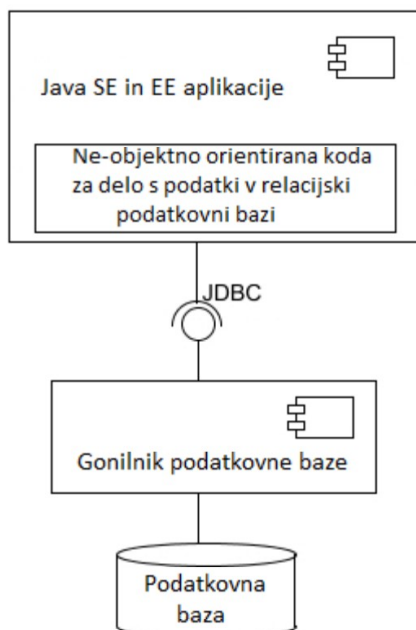 Java SE in EE aplikacije
Ne-objektno orientirana koda
za delo s podatki v relacijski
podatkovni bazi
JDBC
Gonilnik podatkovne baze
Podatkovna
baza